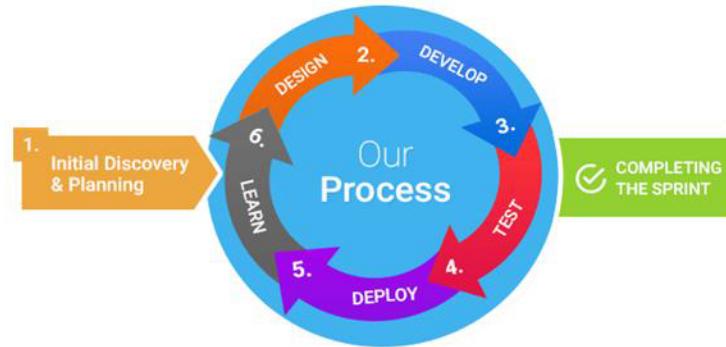 1.
Initial Discovery
& Planning
DESIGN
2.
DEVELOP
3.
TEST
4.
DEPLOY
5.
LEARN
6.
Our
Process
COMPLETING
THE SPRINT